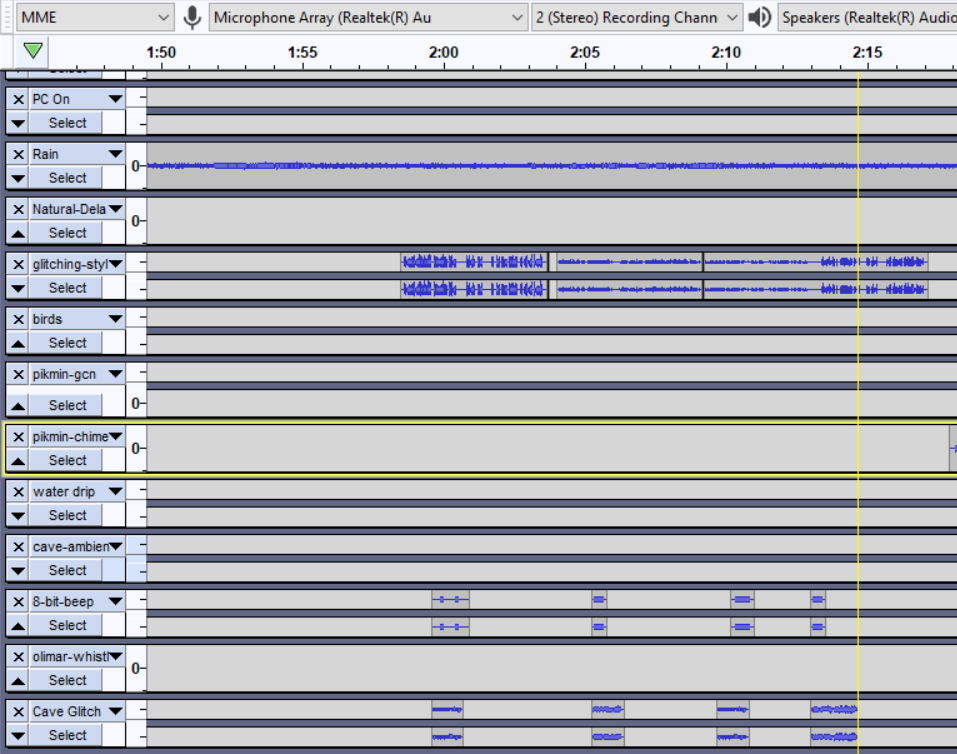 MME Microphone Array (Realtek(R) Au 2 (Stereo) Recording Chann Speakers (Realtek(R) Audio
1:50 1:55 2:00 2:05 2:10 2:15
PC On
Select
Rain
0
Select
Natural-Dela
0
Select
glitching-styl
Select
birds
Select
pikmin-gcn
Select
0
pikmin-chime
0
Select
water drip
Select
cave-ambien
Select
8-bit-beep
Select
olimar-whistl
0
Select
Cave Glitch
Select